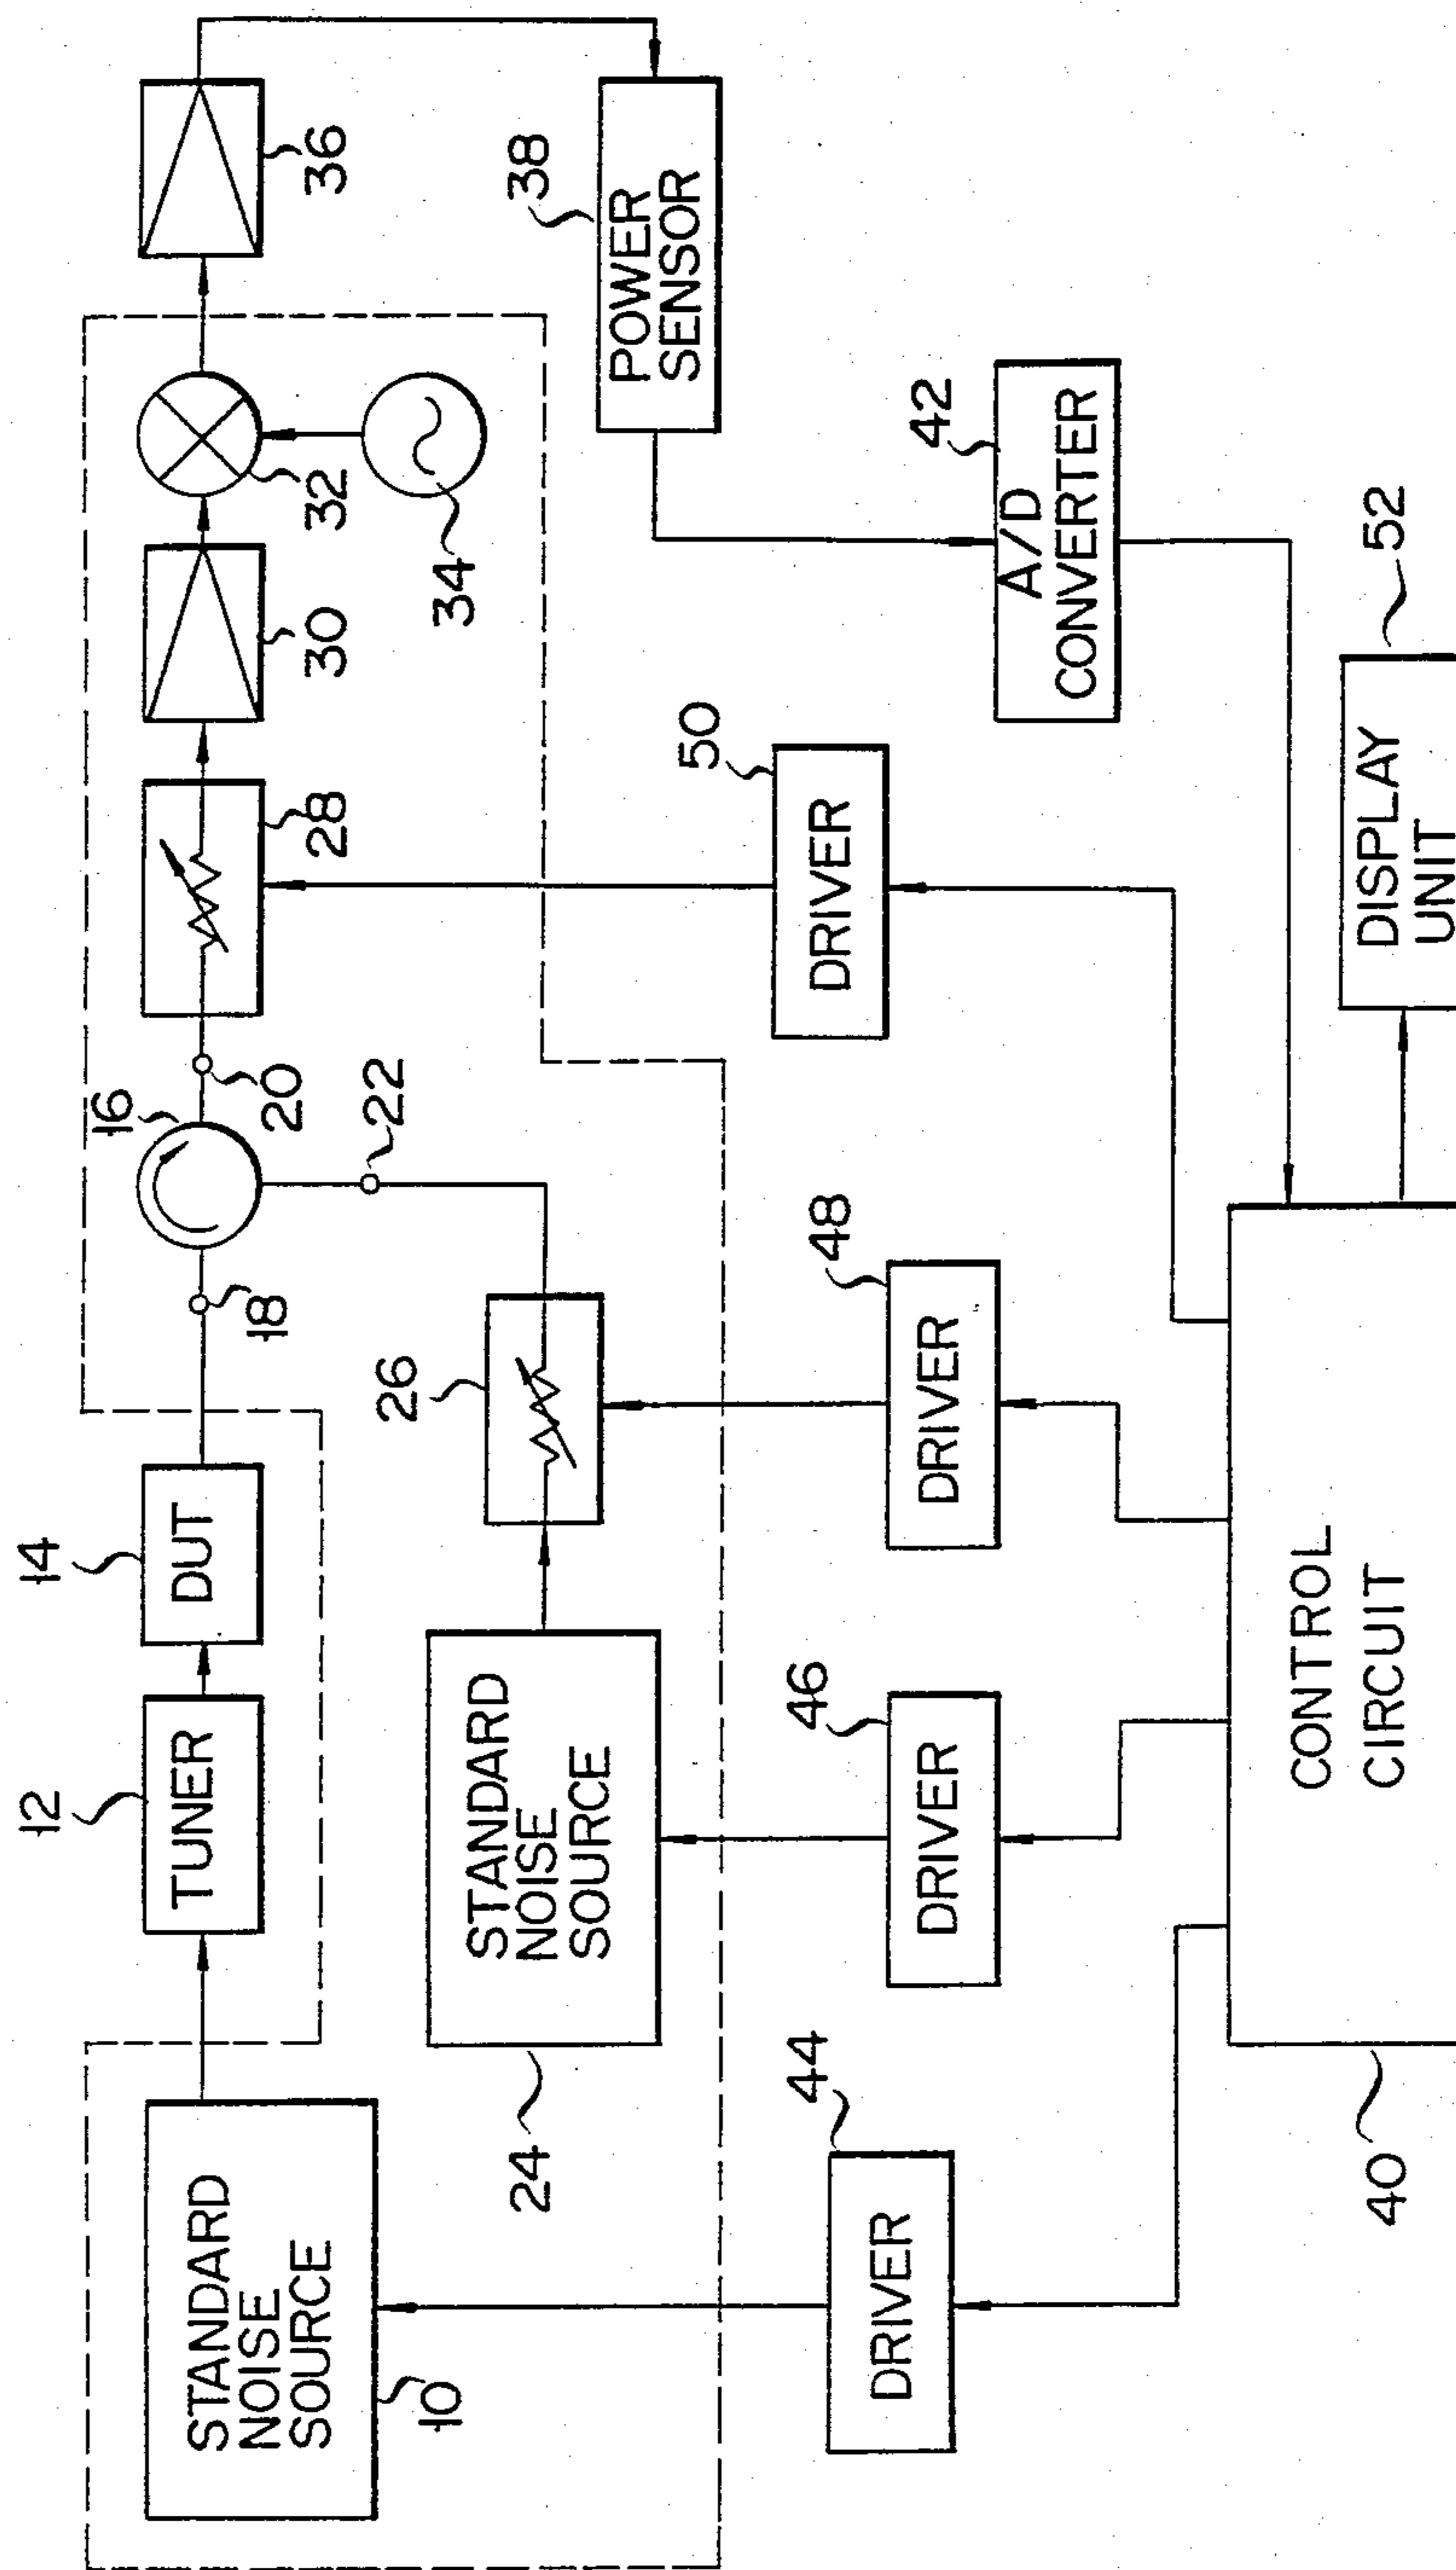 12
14
16
TUNER
DUT
18
20
28
30
32
36
STANDARD
NOISE
SOURCE
10
22
34
26
38
POWER
SENSOR
24
STANDARD
NOISE
SOURCE
44
46
48
50
42
DRIVER
DRIVER
DRIVER
DRIVER
A/D
CONVERTER
40
CONTROL
CIRCUIT
52
DISPLAY
UNIT